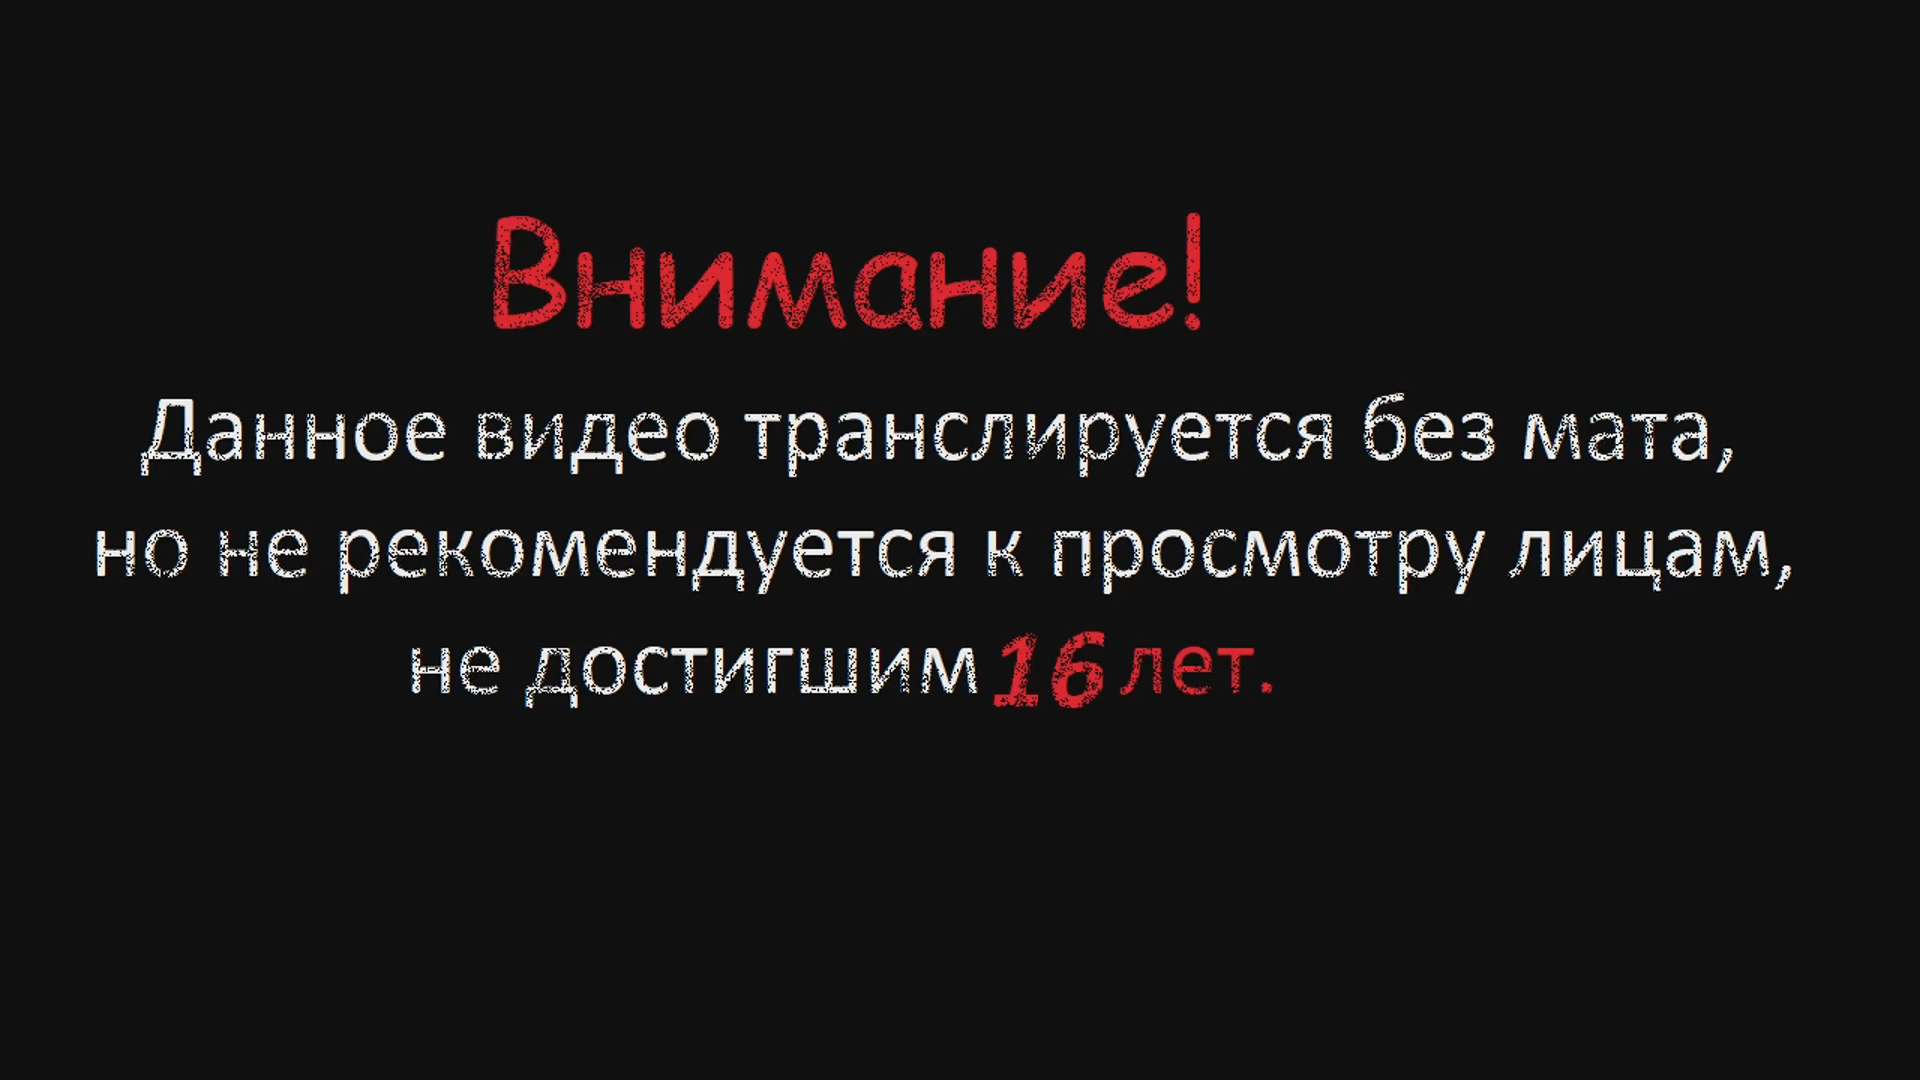 Внимание!
Данное видео транслируется без мата,
но не рекомендуется к просмотру лицам,
не достигшим 16 лет.